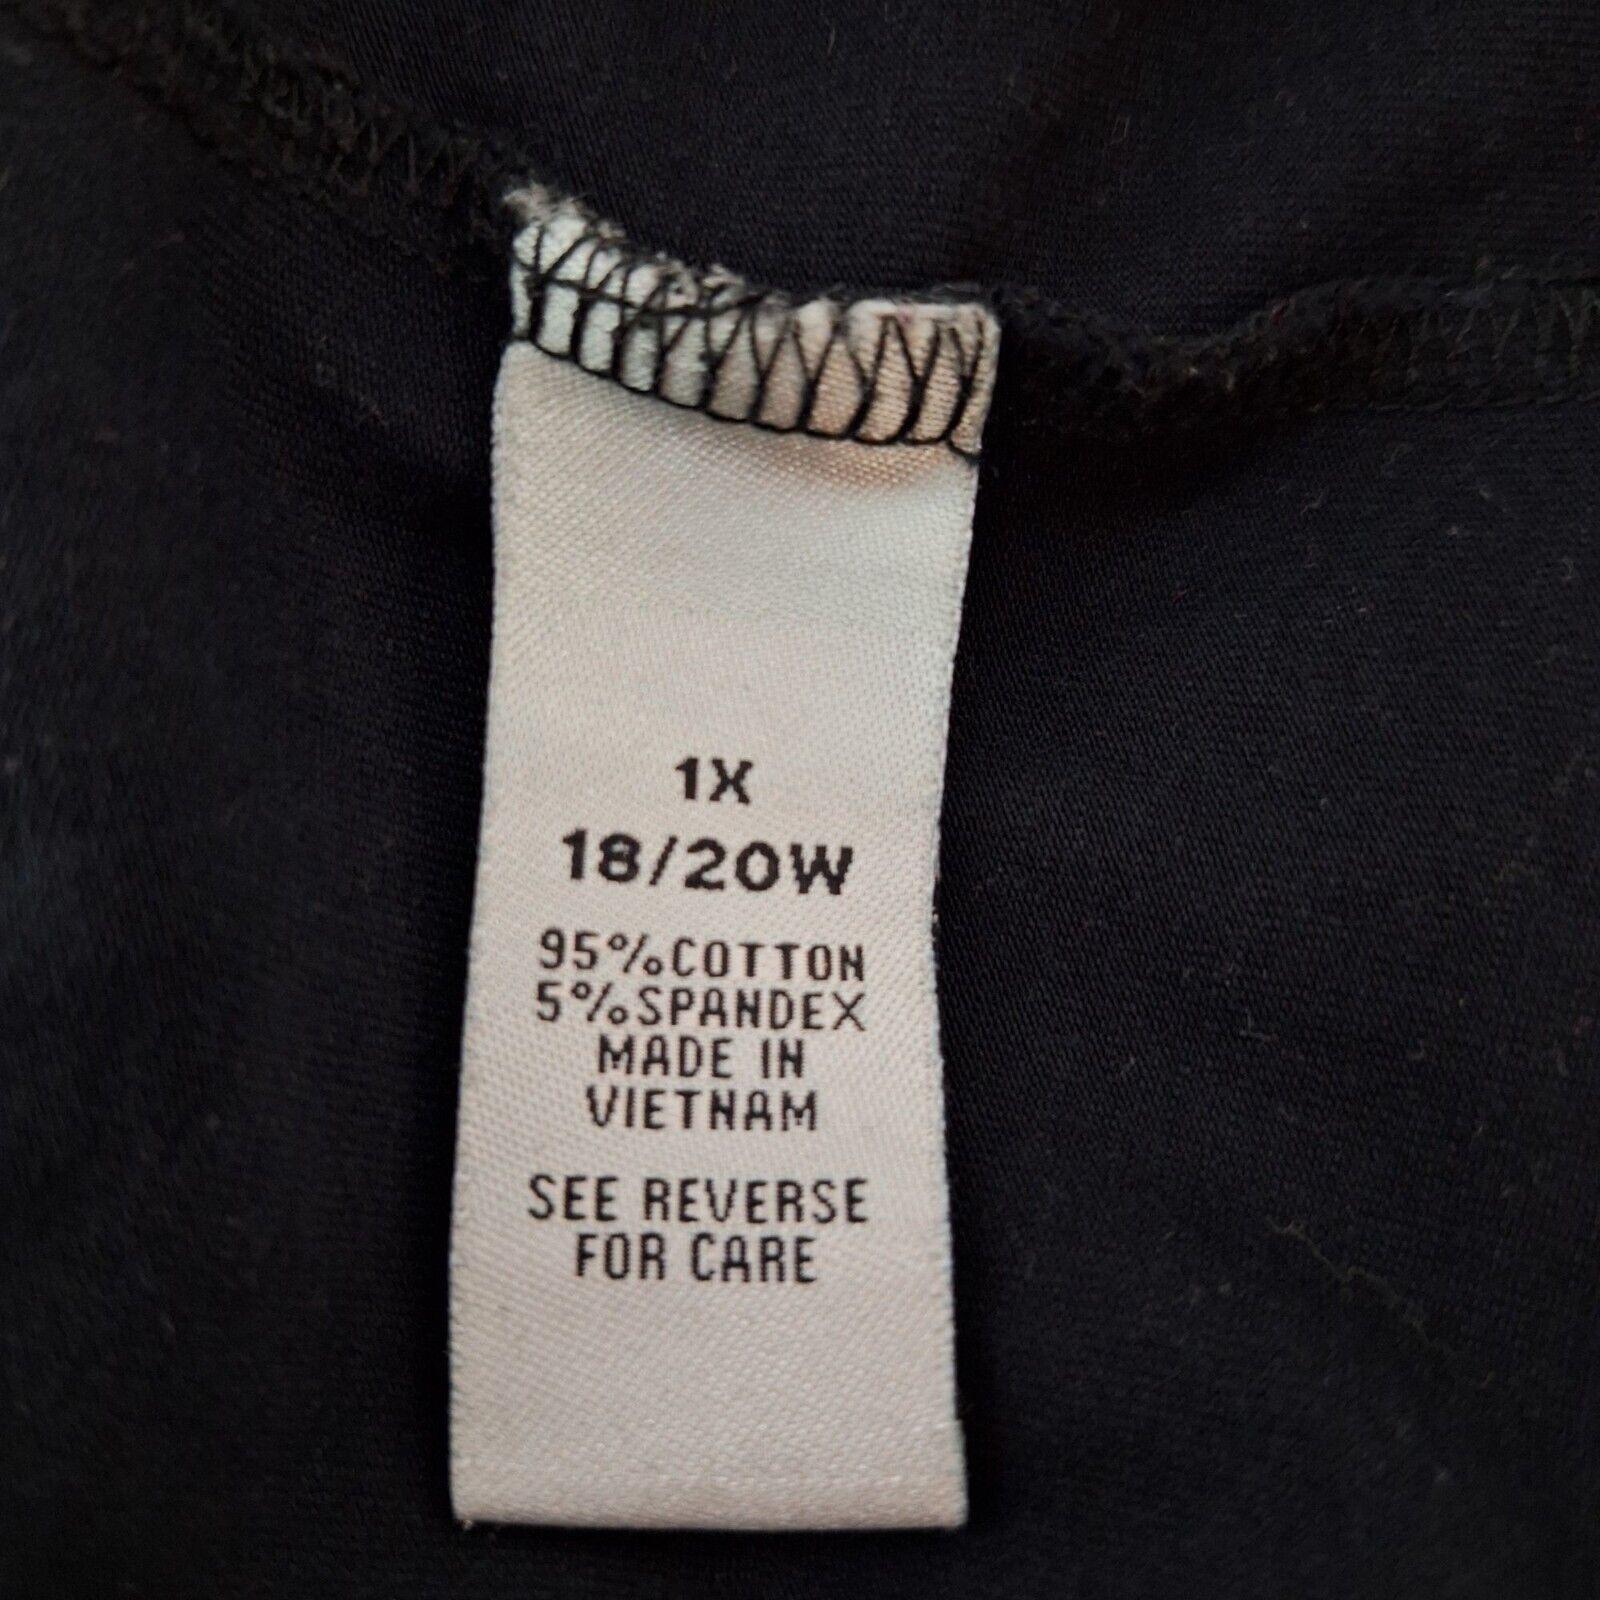 1X
18/20W
95%COTTON
5%SPANDEX
MADE IN
VIETNAM
SEE REVERSE
FOR CARE